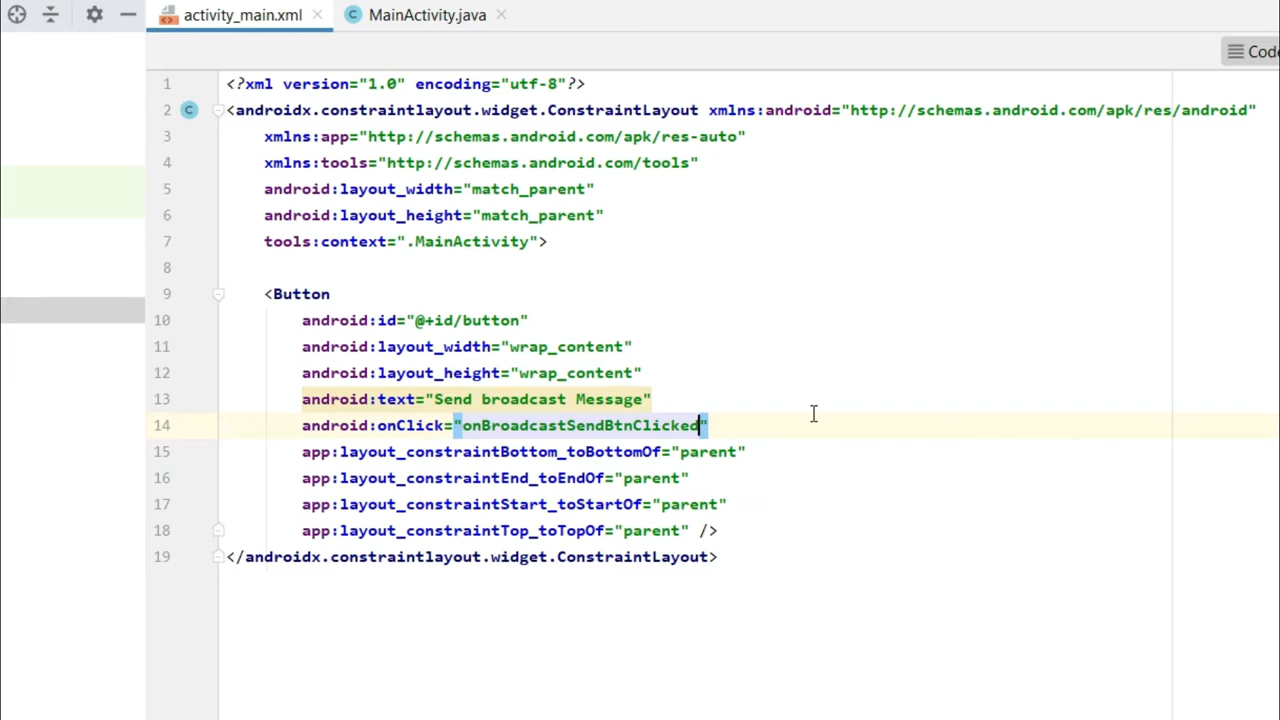 activity_main.xml
MainActivity.java
Code
1 <?xml version="1.0" encoding="utf-8"?>
2 <androidx.constraintlayout.widget.ConstraintLayout xmlns:android="http://schemas.android.com/apk/res/android"
3 xmlns:app="http://schemas.android.com/apk/res-auto"
4 xmlns:tools="http://schemas.android.com/tools"
5 android:layout_width="match_parent"
6 android:layout_height="match_parent"
7 tools:context=".MainActivity">
8
9 <Button
10 android:id="@+id/button"
11 android:layout_width="wrap_content"
12 android:layout_height="wrap_content"
13 android:text="Send broadcast Message"
14 android:onClick="onBroadcastSendBtnClicked"
15 app:layout_constraintBottom_toBottomOf="parent"
16 app:layout_constraintEnd_toEndOf="parent"
17 app:layout_constraintStart_toStartOf="parent"
18 app:layout_constraintTop_toTopOf="parent" />
19 </androidx.constraintlayout.widget.ConstraintLayout>